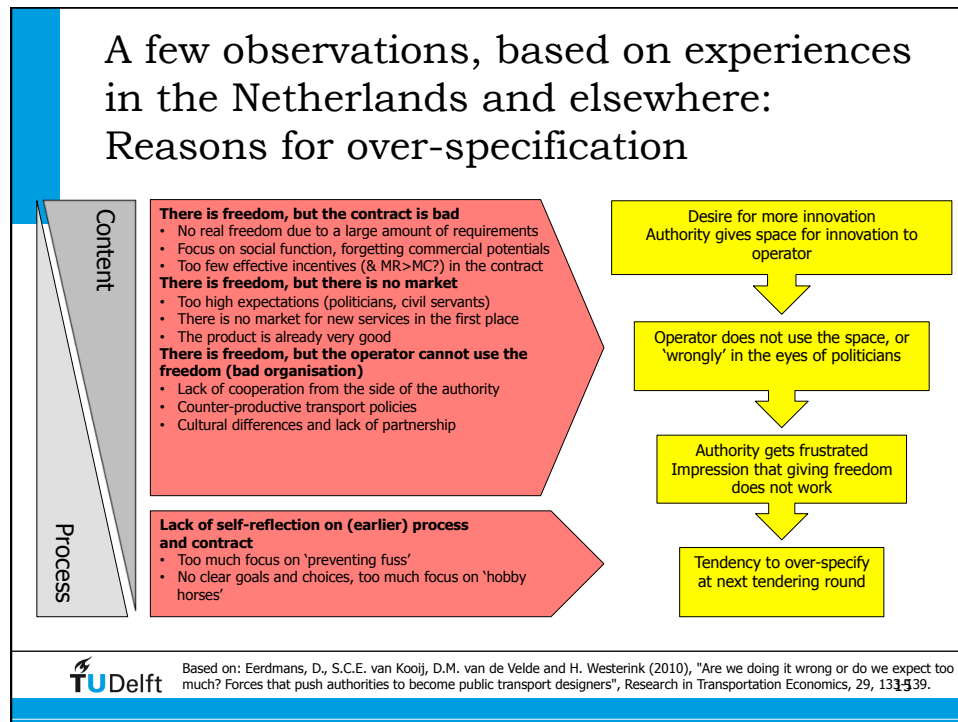 A few observations, based on experiences
in the Netherlands and elsewhere:
Reasons for over-specification
Content
Process
There is freedom, but the contract is bad
• No real freedom due to a large amount of requirements
• Focus on social function, forgetting commercial potentials
• Too few effective incentives (& MR>MC?) in the contract
There is freedom, but there is no market
• Too high expectations (politicians, civil servants)
• There is no market for new services in the first place
• The product is already very good
There is freedom, but the operator cannot use the
freedom (bad organisation)
• Lack of cooperation from the side of the authority
• Counter-productive transport policies
• Cultural differences and lack of partnership
Lack of self-reflection on (earlier) process
and contract
• Too much focus on ‘preventing fuss’
• No clear goals and choices, too much focus on ‘hobby
horses’
Desire for more innovation
Authority gives space for innovation to
operator
Operator does not use the space, or
‘wrongly’ in the eyes of politicians
Authority gets frustrated
Impression that giving freedom
does not work
Tendency to over-specify
at next tendering round
TUDelft
Based on: Eerdmans, D., S.C.E. van Kooij, D.M. van de Velde and H. Westerink (2010), "Are we doing it wrong or do we expect too
much? Forces that push authorities to become public transport designers", Research in Transportation Economics, 29, 133-139.
15